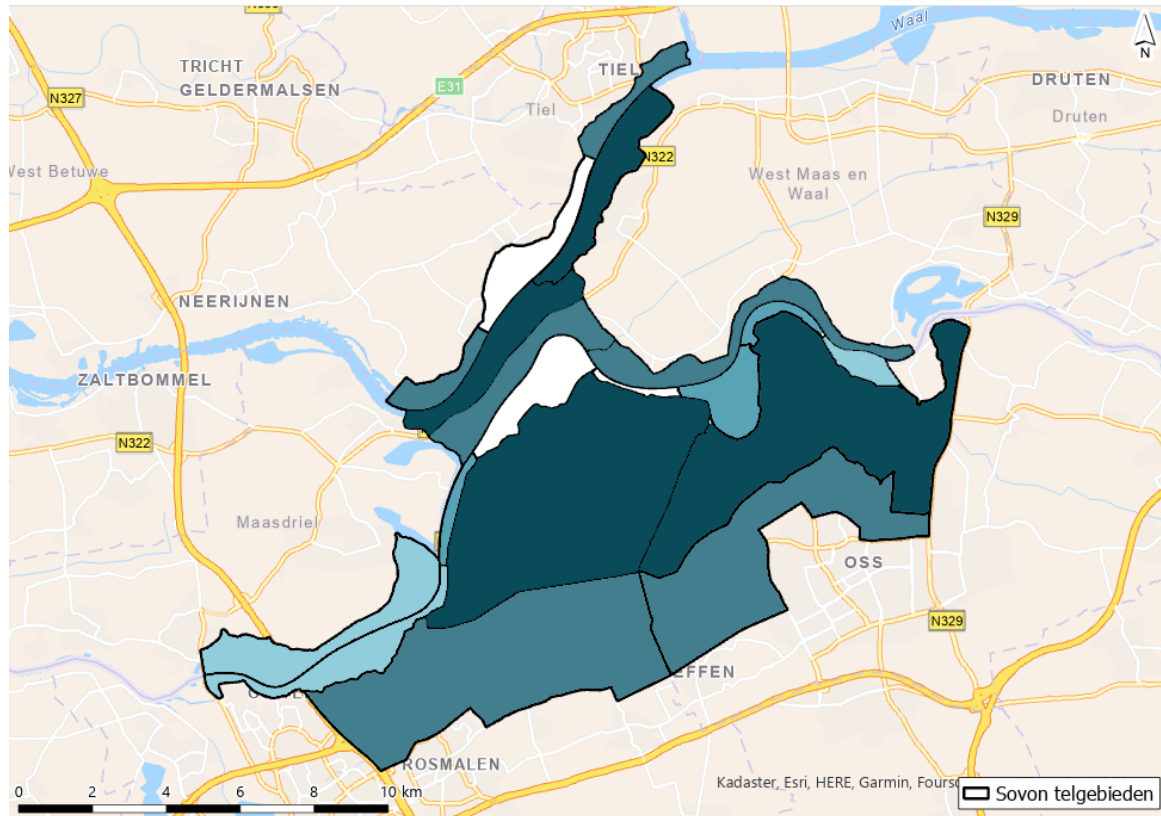 Waal
N
TRICHT
TIEL
GELDERMALSEN
E31
DRUTEN
N327
Tiel
Druten
N322
West Betuwe
West Maas en
Waal
N329
NEERIJNEN
ZALTBOMMEL
N322
Maasdriel
OSS
N329
EFFEN
ROSMALEN
Kadaster, Esri, HERE, Garmin, Foursq
Sovon telgebieden
0 2 4 6 8 10 km